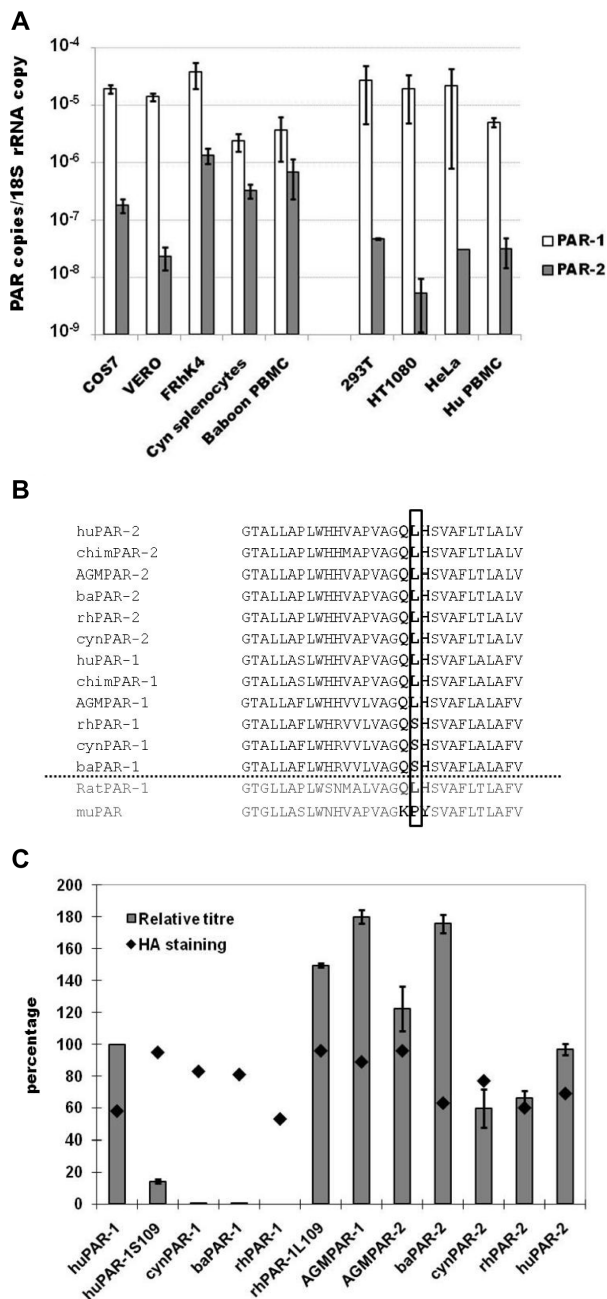 A
PAR copies/18S rRNA copy
10-4
10-5
10-6
10-7
10-8
10-9
COS7
VERO
FRhK4
Cyn splenocytes
Baboon PBMC
293T
HT1080
HeLa
Hu PBMC
PAR-1
PAR-2
B
huPAR-2 GTALLAPLWHHVAPVAGQLHSVAFLTLALV
chimPAR-2 GTALLAPLWHHMAPVAGQLHSVAFLTLALV
AGMPAR-2 GTALLAPLWHHVAPVAGQLHSVAFLTLALV
baPAR-2 GTALLAPLWHHVAPVAGQLHSVAFLTLALV
rhPAR-2 GTALLAPLWHHVAPVAGQLHSVAFLTLALV
cynPAR-2 GTALLAPLWHHVAPVAGQLHSVAFLTLALV
huPAR-1 GTALLASLWHHVAPVAGQLHSVAFLALAFV
chimPAR-1 GTALLASLWHHVAPVAGQLHSVAFLALAFV
AGMPAR-1 GTALLAFLWHHVVLVAGQLHSVAFLALAFV
rhPAR-1 GTALLAFLWHRVVLVAGQSHSVAFLALAFV
cynPAR-1 GTALLAFLWHRVVLVAGQSHSVAFLALAFV
baPAR-1 GTALLAFLWHRVVLVAGQSHSVAFLALAFV
RatPAR-1 GTGLLAPLWSNMALVAGQLHSVAFLTLAFV
muPAR GTGLLASLWNHVAPVAGKPYSVAFLTLAFV
C
percentage
200
180
160
140
120
100
80
60
40
20
0
Relative titre
HA staining
huPAR-1
huPAR-1S109
cynPAR-1
baPAR-1
rhPAR-1
rhPAR-1L109
AGMPAR-1
AGMPAR-2
baPAR-2
cynPAR-2
rhPAR-2
huPAR-2